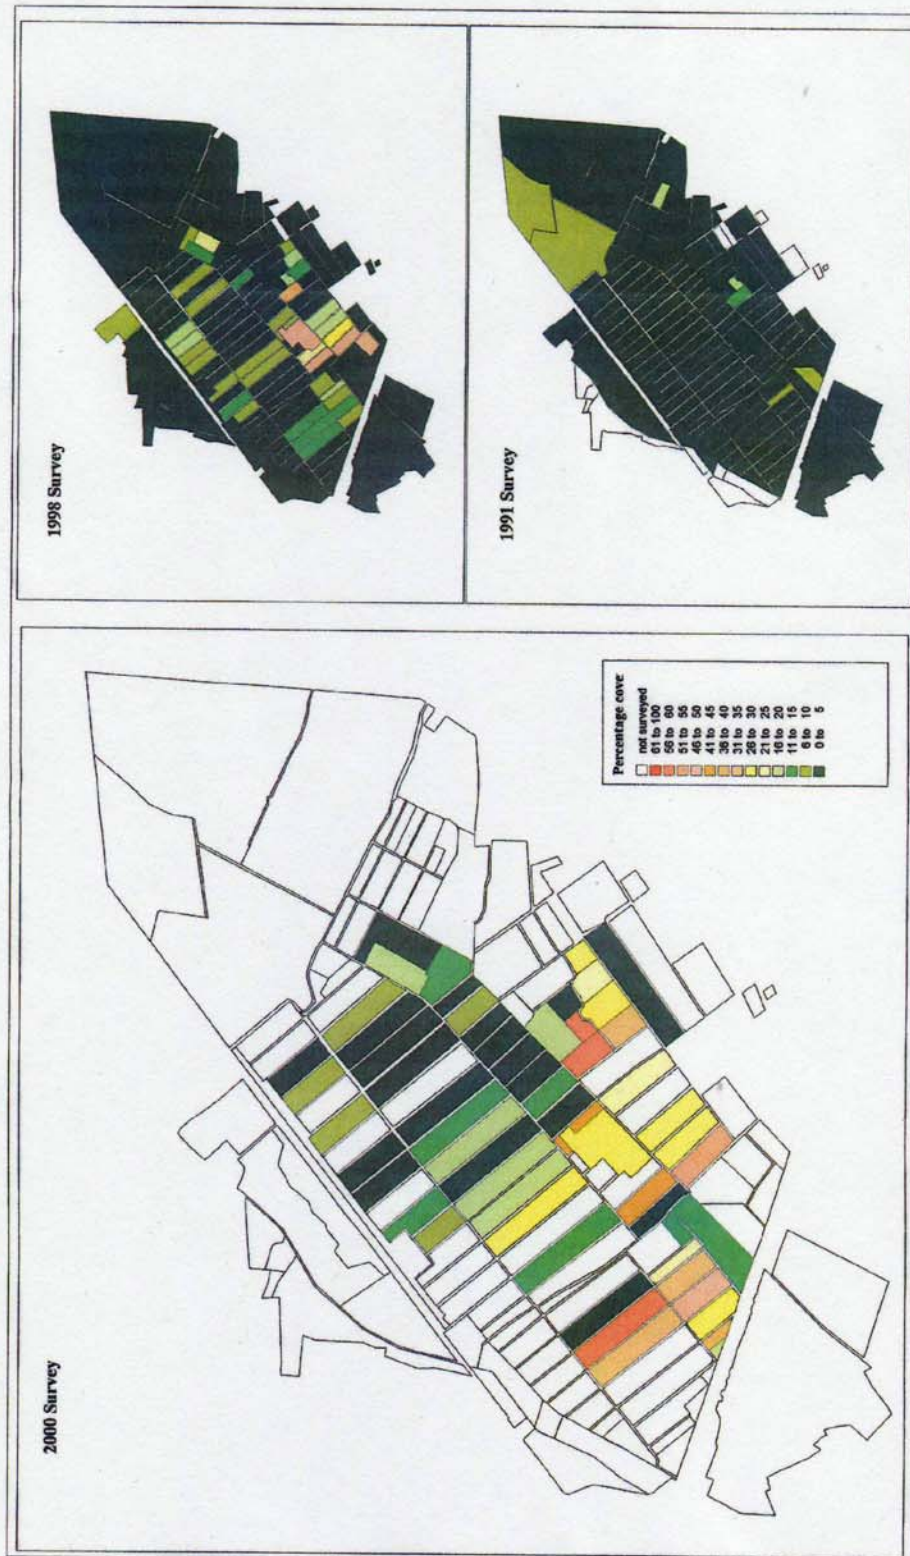 2000 Survey
Percentage cove
not surveyed
61 to 100
56 to 60
51 to 55
46 to 50
41 to 45
36 to 40
31 to 35
26 to 30
21 to 25
16 to 20
11 to 15
6 to 10
0 to 5
1998 Survey
1991 Survey